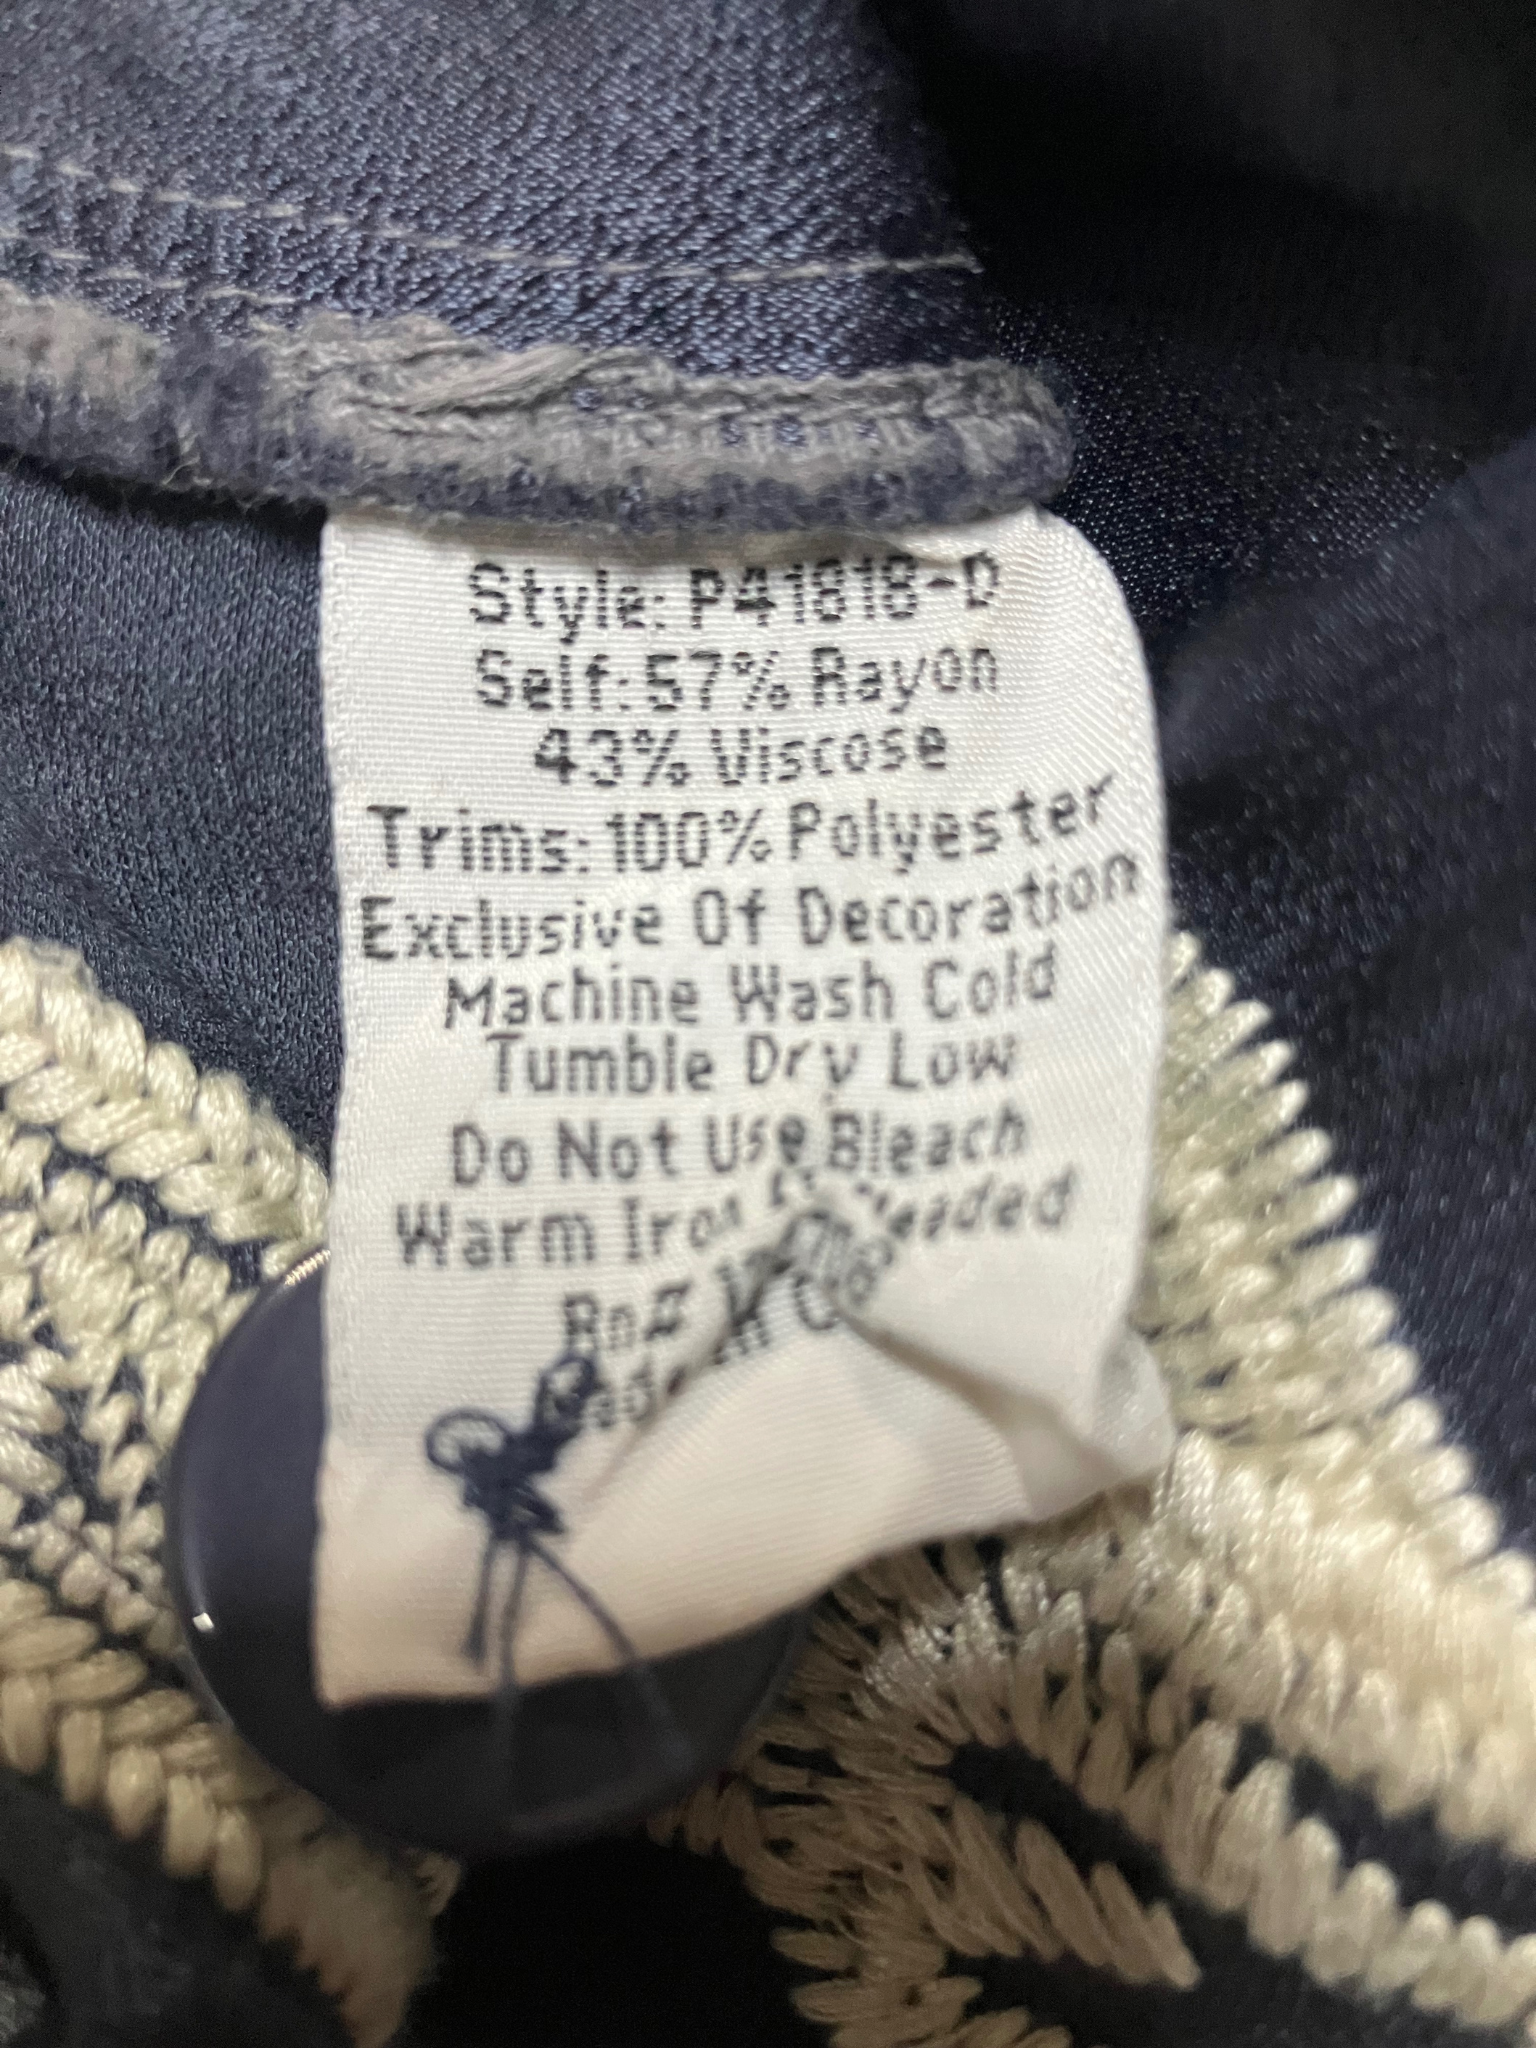 Style: P41818-D
Self: 57% Rayon
43% Viscose
Trims: 100% Polyester
Exclusive Of Decoration
Machine Wash Cold
Tumble Dry Low
Do Not Use Bleach
Warm Iron
Rn#